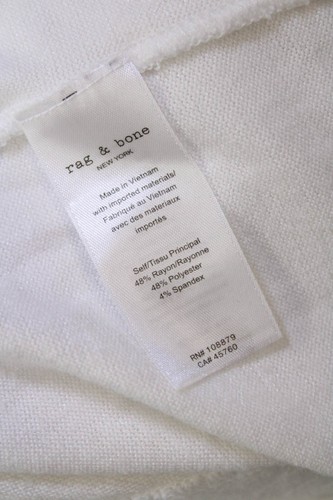 rag & bone
NEW YORK
Made in Vietnam
with imported materials/
Fabriqué au Vietnam
avec des materiaux
importés
Self/Tissu Principal
48% Rayon/Rayonne
48% Polyester
4% Spandex
RN# 108879
CA# 45760